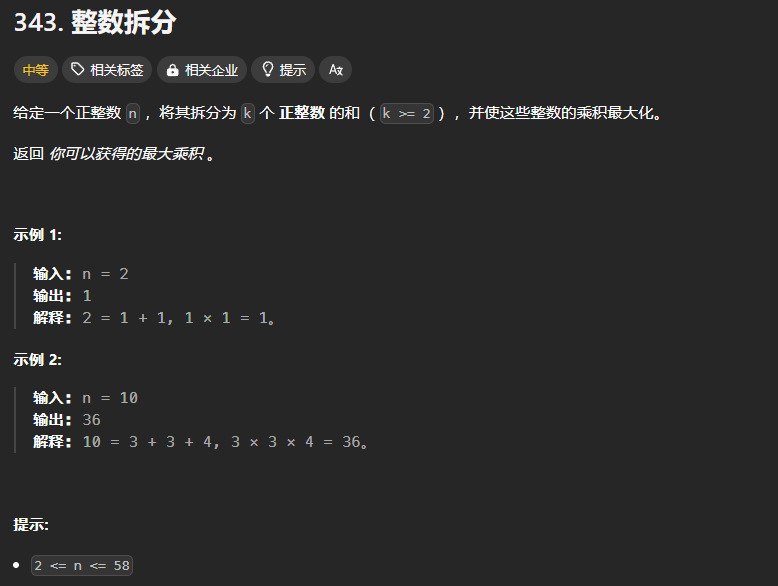 343. 整数拆分
中等 相关标签 相关企业 提示 Aあ
给定一个正整数 n ，将其拆分为 k 个 正整数 的和（ k >= 2 ），并使这些整数的乘积最大化。
返回 你可以获得的最大乘积 。
示例 1:
输入: n = 2
输出: 1
解释: 2 = 1 + 1, 1 × 1 = 1。
示例 2:
输入: n = 10
输出: 36
解释: 10 = 3 + 3 + 4, 3 × 3 × 4 = 36。
提示:
2 <= n <= 58